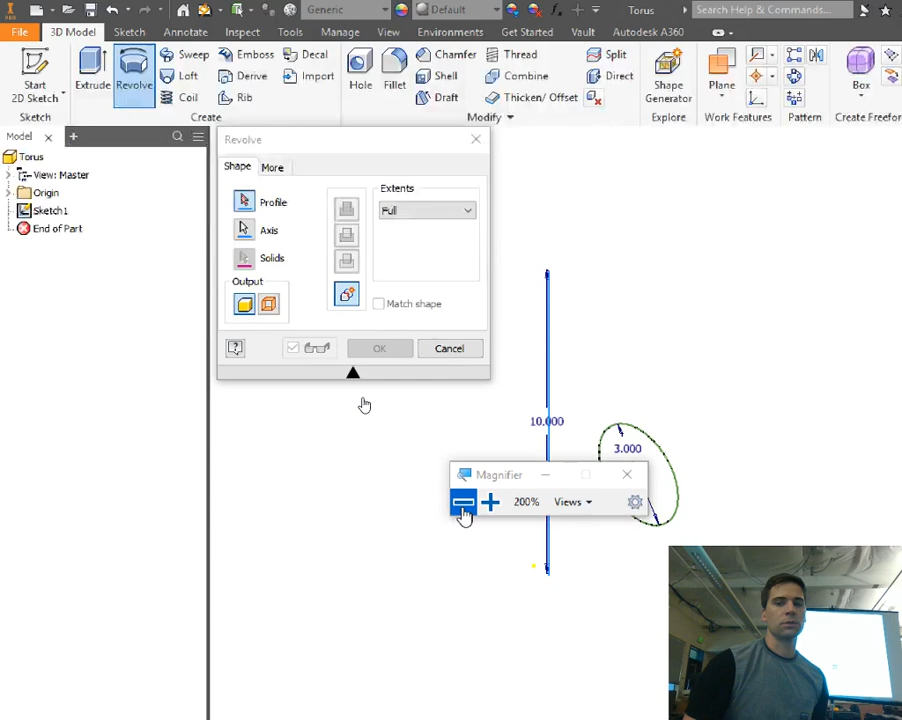 Generic
Default
Torus
Search Help & Commands...
File
3D Model
Sketch
Annotate
Inspect
Tools
Manage
View
Environments
Get Started
Vault
Autodesk A360
Start
2D Sketch
Extrude
Revolve
Sweep
Emboss
Decal
Loft
Derive
Import
Coil
Rib
Hole
Fillet
Chamfer
Thread
Split
Shell
Combine
Direct
Draft
Thicken/ Offset
Shape
Generator
Plane
Box
Sketch
Create
Modify
Explore
Work Features
Pattern
Create Freefor
Model
Torus
View: Master
Origin
Sketch1
End of Part
Revolve
Shape
More
Profile
Axis
Solids
Output
Extents
Full
Match shape
OK
Cancel
10.000
3.000
Magnifier
200%
Views